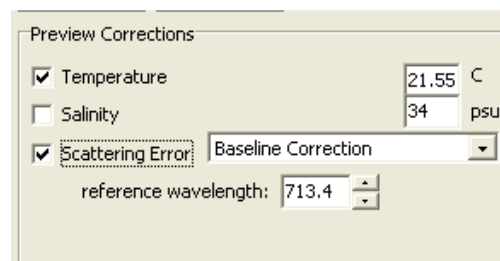 Preview Corrections
Temperature 21.55 C
Salinity 34 psu
Scattering Error Baseline Correction
reference wavelength: 713.4